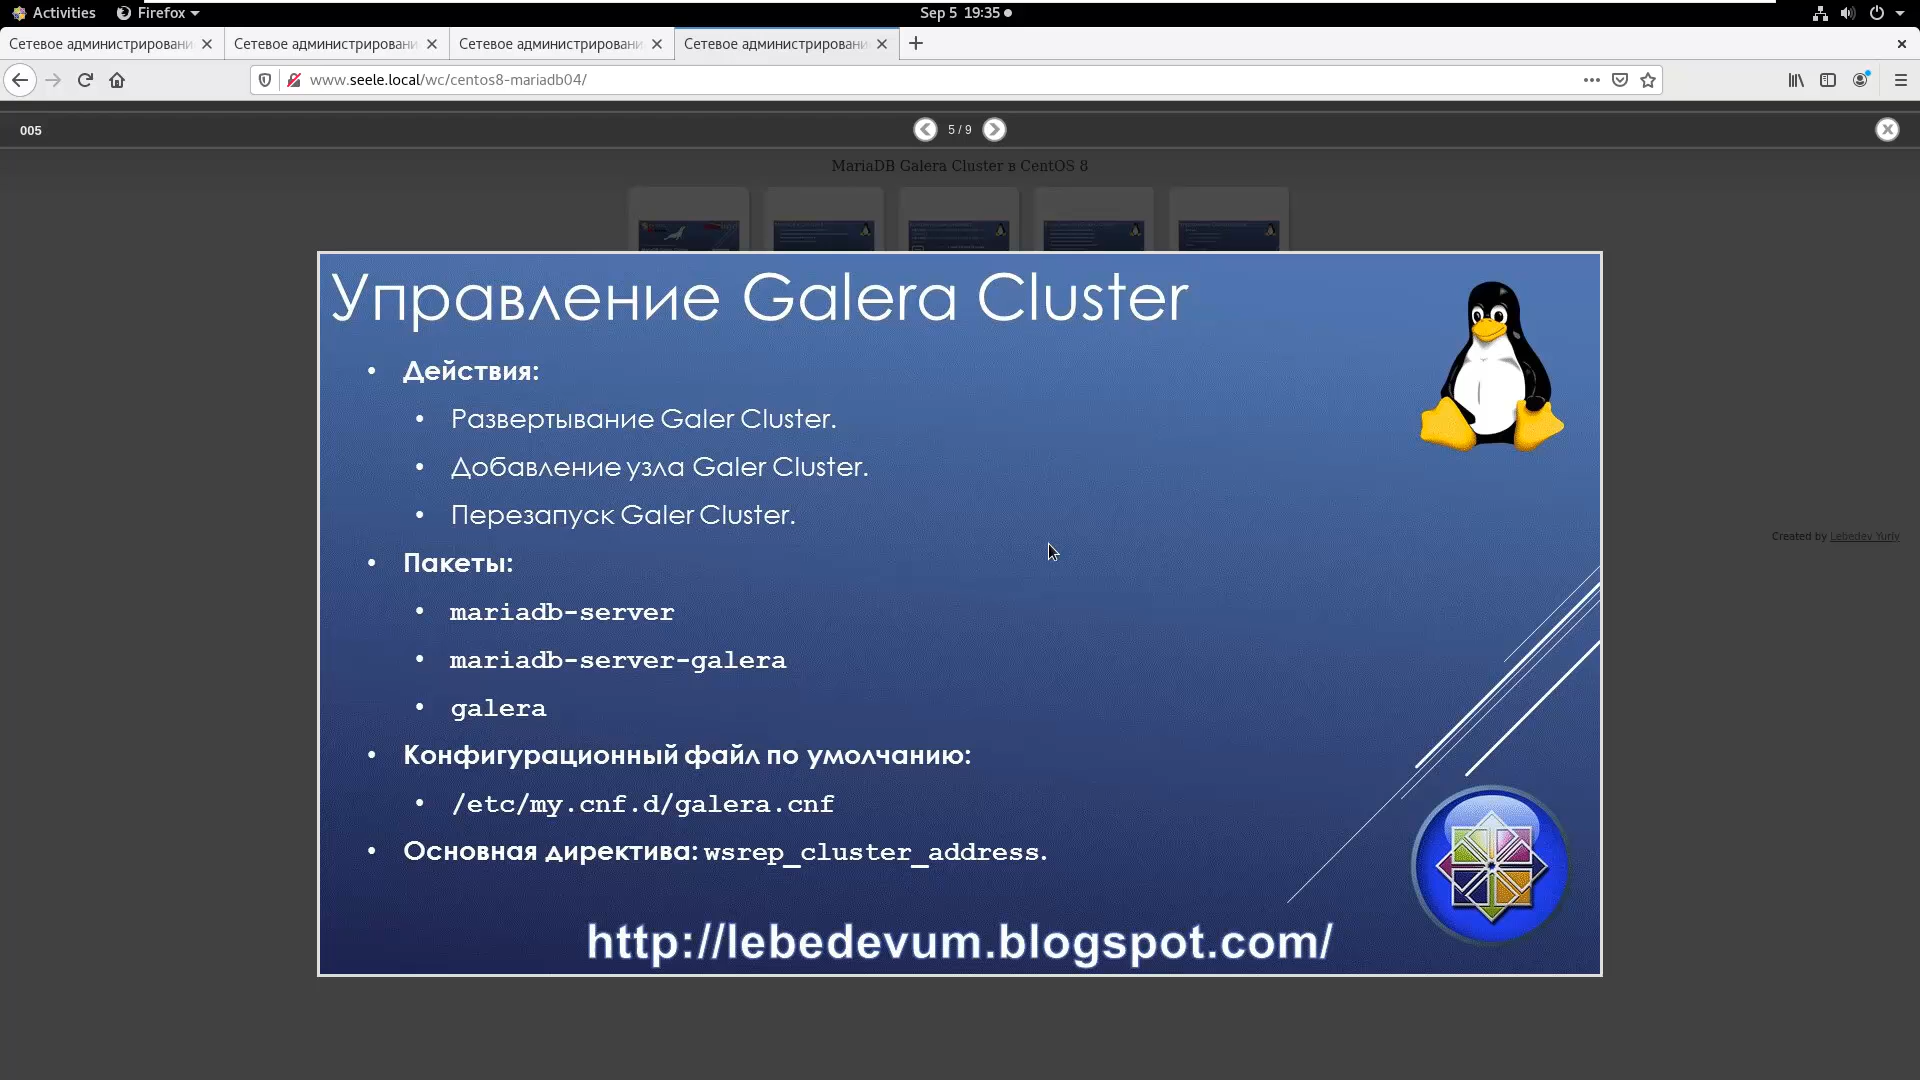 Activities
Firefox
Sep 5 19:35
Сетевое администрировани
Сетевое администрировани
Сетевое администрировани
Сетевое администрировани
www.seele.local/wc/centos8-mariadb04/
005
5 / 9
MariaDB Galera Cluster в CentOS 8
Управление Galera Cluster
• Действия:
• Развертывание Galer Cluster.
• Добавление узла Galer Cluster.
• Перезапуск Galer Cluster.
• Пакеты:
• mariadb-server
• mariadb-server-galera
• galera
• Конфигурационный файл по умолчанию:
• /etc/my.cnf.d/galera.cnf
• Основная директива: wsrep_cluster_address.
http://lebedevum.blogspot.com/
Created by Lebedev Yuriy